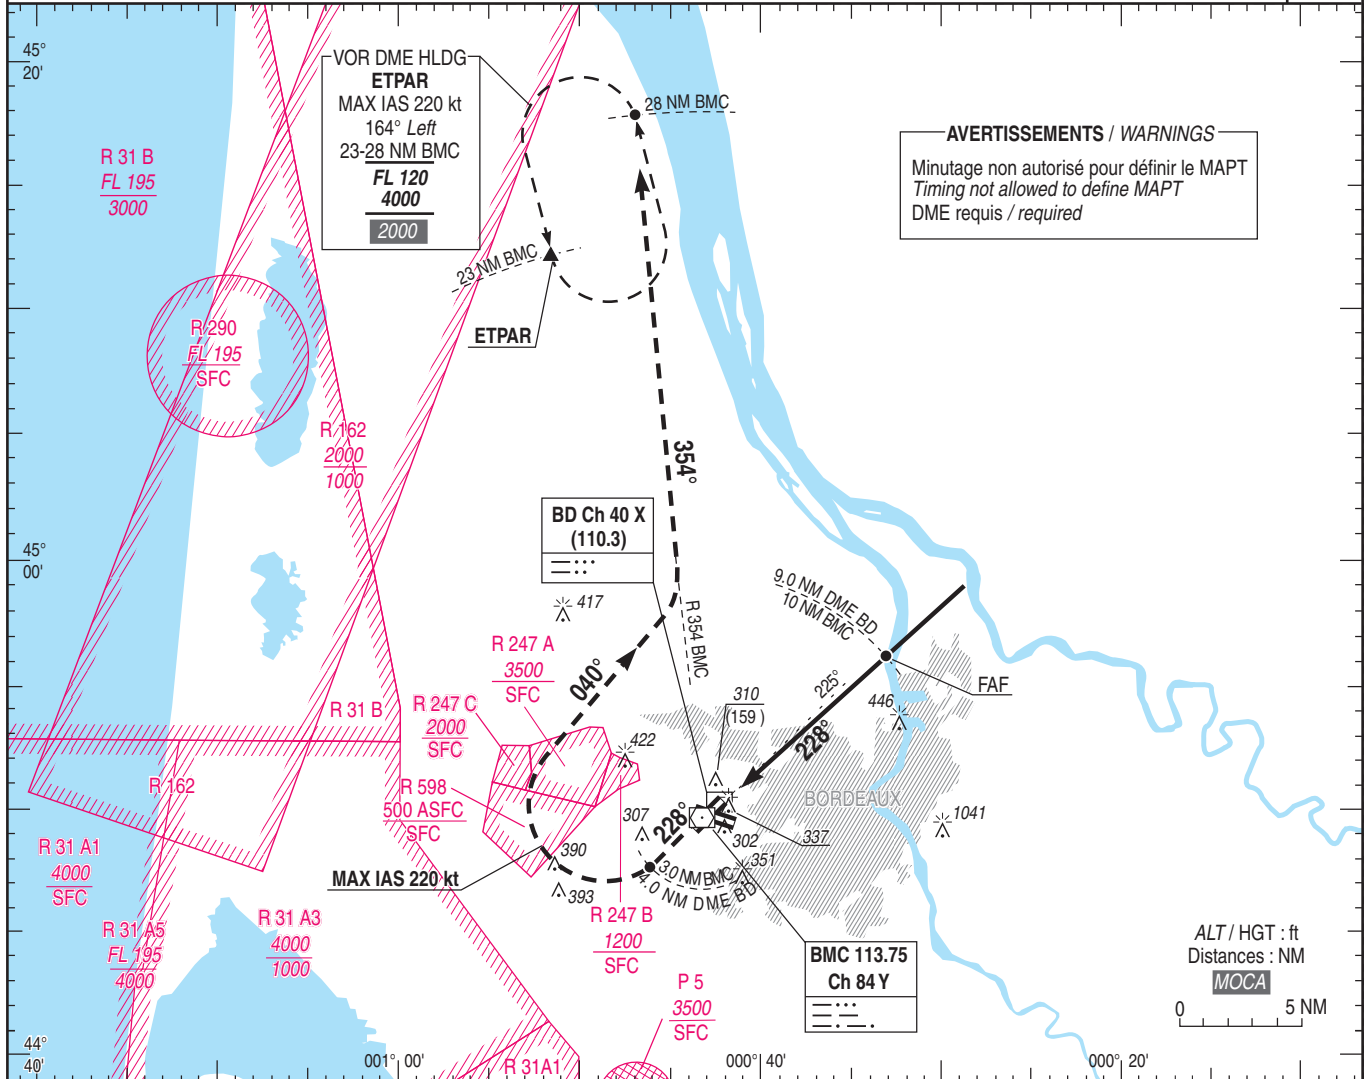 45°
20'
VOR DME HLDG
ETPAR
MAX IAS 220 kt
164° Left
23-28 NM BMC
FL 120
4000
2000
28 NM BMC
AVERTISSEMENTS / WARNINGS
Minutage non autorisé pour définir le MAPT
Timing not allowed to define MAPT
DME requis / required
R 31 B
FL 195
3000
23 NM BMC
ETPAR
R 290
FL 195
SFC
R 162
2000
1000
354°
BD Ch 40 X
(110.3)
45°
00'
417
9.0 NM DME BD
10 NM BMC
R 354 BMC
R 247 A
3500
SFC
040°
225°
FAF
310
(159)
446
R 31 B
R 247 C
2000
SFC
228°
422
R 162
R 598
500 ASFC
SFC
BORDEAUX
307
228°
302
337
1041
R 31 A1
4000
SFC
390
351
3.0 NM BMC
4.0 NM DME BD
MAX IAS 220 kt
393
R 247 B
1200
SFC
R 31 A3
4000
1000
R 31 A5
FL 195
4000
BMC 113.75
Ch 84 Y
ALT / HGT : ft
Distances : NM
MOCA
0
5 NM
P 5
3500
SFC
44°
40'
001° 00'
R 31A1
000°40'
000° 20'